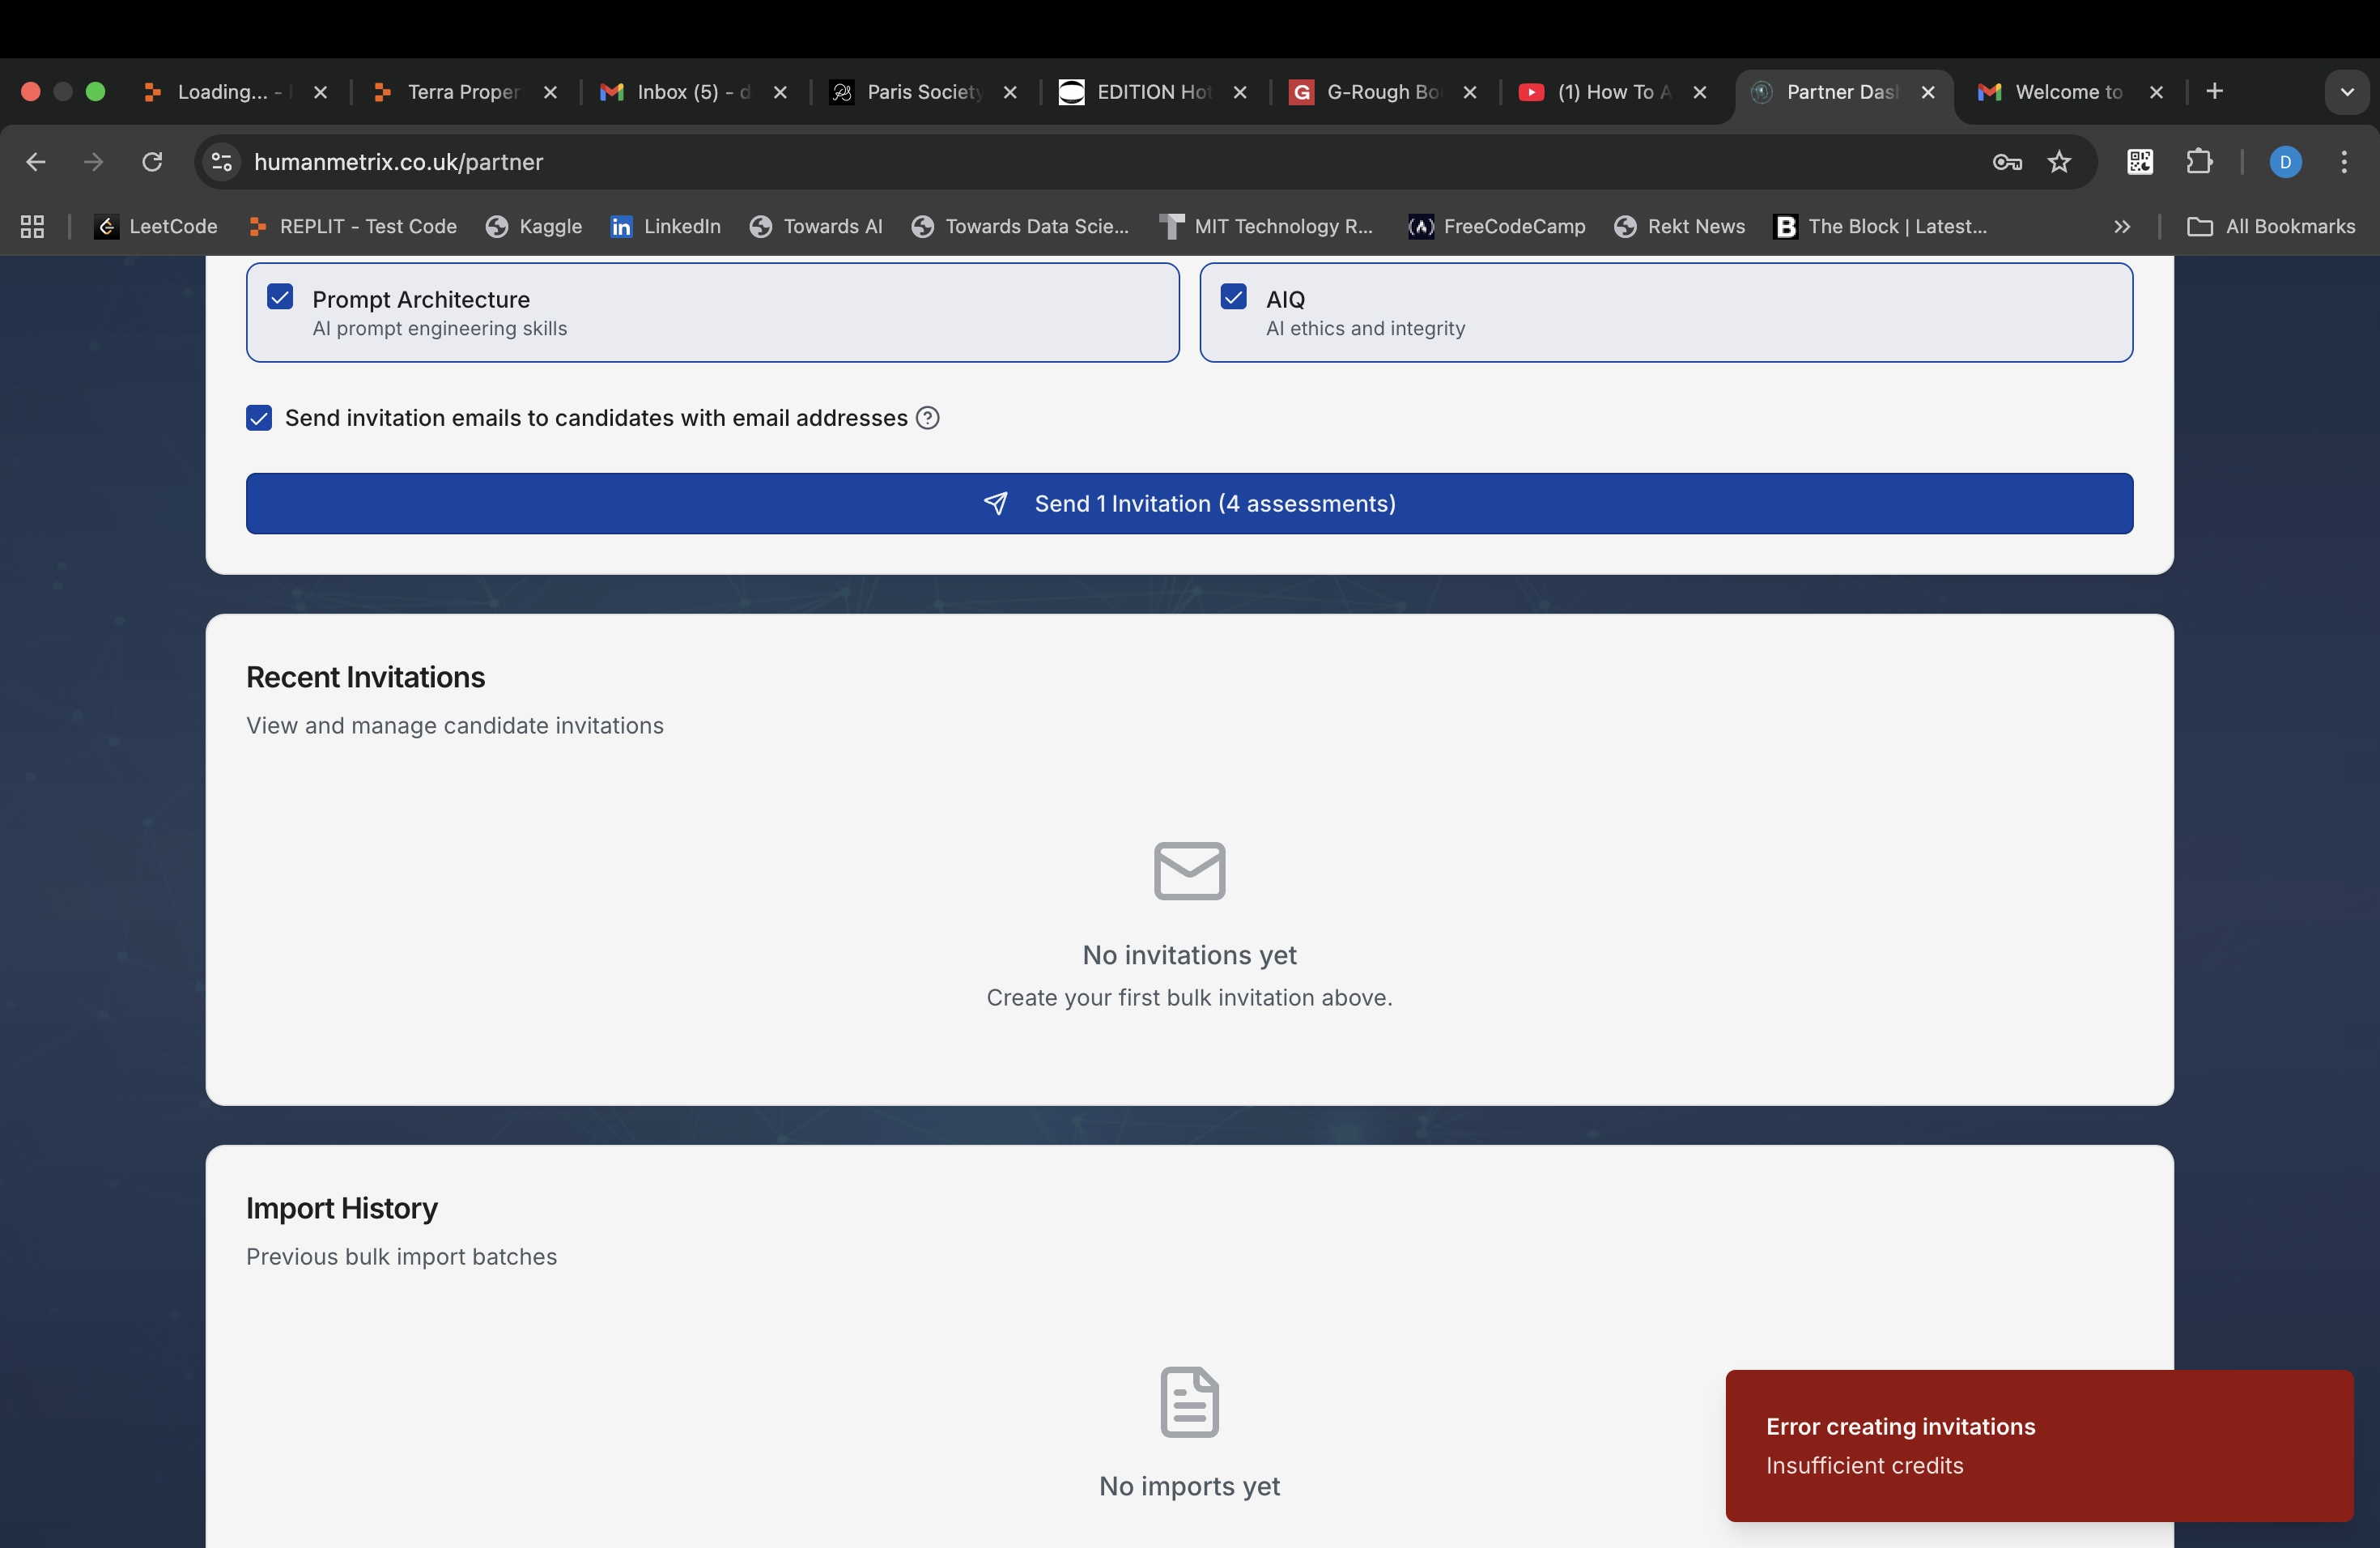 Loading... -
Terra Proper
Inbox (5) - d
Paris Society
EDITION Hot
G-Rough Bo
(1) How To A
Partner Dash
Welcome to
humanmetrix.co.uk/partner
D
LeetCode
REPLIT - Test Code
Kaggle
LinkedIn
Towards AI
Towards Data Scie...
MIT Technology R...
FreeCodeCamp
Rekt News
The Block | Latest...
All Bookmarks
Prompt Architecture
AI prompt engineering skills
AIQ
AI ethics and integrity
Send invitation emails to candidates with email addresses
Send 1 Invitation (4 assessments)
Recent Invitations
View and manage candidate invitations
No invitations yet
Create your first bulk invitation above.
Import History
Previous bulk import batches
No imports yet
Error creating invitations
Insufficient credits